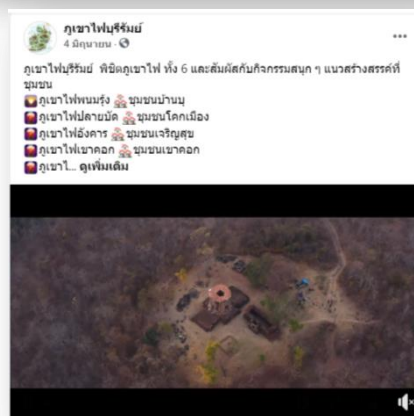 ภูเขาไฟบุรีรัมย์
4 มิถุนายน ·
ภูเขาไฟบุรีรัมย์ พิชิตภูเขาไฟ ทั้ง 6 และสัมผัสกับกิจกรรมสนุก ๆ แนวสร้างสรรค์ที่
ชุมชน
ภูเขาไฟพนมรุ้ง ชุมชนบ้านบุ
ภูเขาไฟปลายบัด ชุมชนโคกเมือง
ภูเขาไฟอังคาร ชุมชนเจริญสุข
ภูเขาไฟเขาคอก ชุมชนเขาคอก
ภูเขาไ... ดูเพิ่มเติม